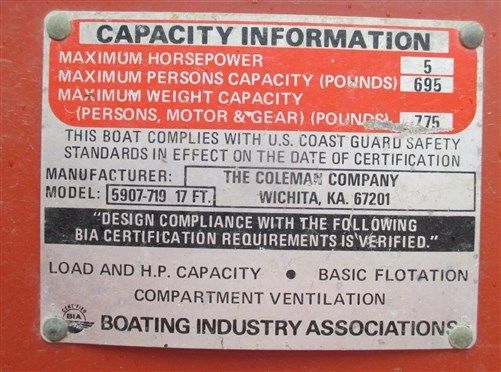 CAPACITY INFORMATION
MAXIMUM HORSEPOWER 5
MAXIMUM PERSONS CAPACITY (POUNDS) 695
MAXIMUM WEIGHT CAPACITY
(PERSONS, MOTOR & GEAR) (POUNDS) 775
THIS BOAT COMPLIES WITH U.S. COAST GUARD SAFETY
STANDARDS IN EFFECT ON THE DATE OF CERTIFICATION
MANUFACTURER: THE COLEMAN COMPANY
MODEL: 5907-719 17 FT. WICHITA, KA. 67201
"DESIGN COMPLIANCE WITH THE FOLLOWING
BIA CERTIFICATION REQUIREMENTS IS VERIFIED."
LOAD AND H.P. CAPACITY • BASIC FLOTATION
COMPARTMENT VENTILATION
CERTIFIED
BIA
BOATING INDUSTRY ASSOCIATIONS